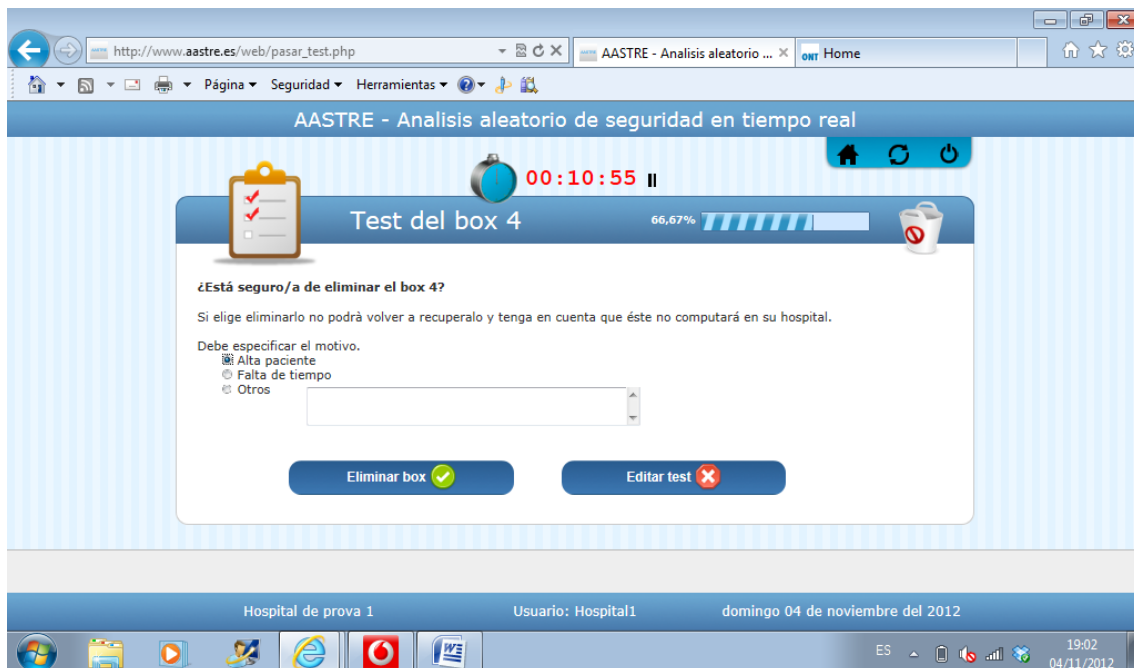 http://www.aastre.es/web/pasar_test.php
AASTRE - Analisis aleatorio ...
ONT Home
Página
Seguridad
Herramientas
AASTRE - Analisis aleatorio de seguridad en tiempo real
00:10:55
Test del box 4
66,67%
¿Está seguro/a de eliminar el box 4?
Si elige eliminarlo no podrà volver a recuperalo y tenga en cuenta que éste no computará en su hospital.
Debe especificar el motivo.
Alta paciente
Falta de tiempo
Otros
Eliminar box
Editar test
Hospital de prova 1
Usuario: Hospital1
domingo 04 de noviembre del 2012
ES
19:02
04/11/2012